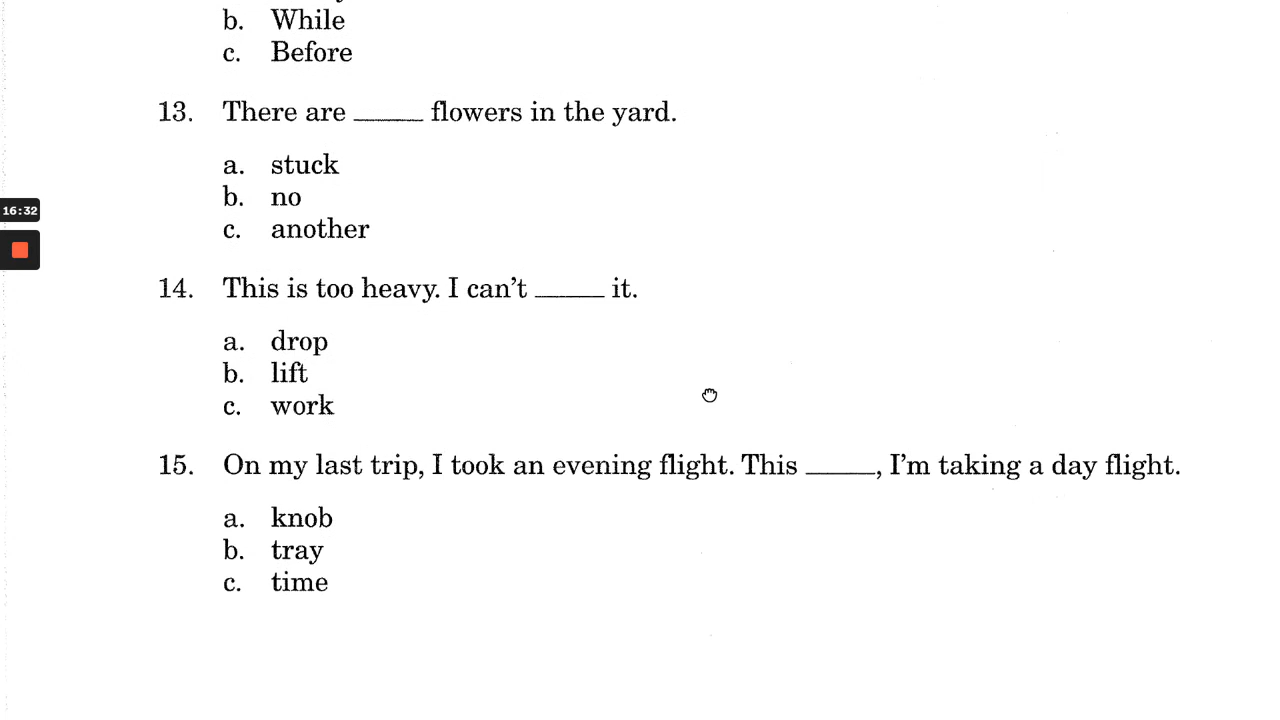 b. While
c. Before
13. There are _____ flowers in the yard.
a. stuck
b. no
c. another
16:32
14. This is too heavy. I can't _____ it.
a. drop
b. lift
c. work
15. On my last trip, I took an evening flight. This _____, I'm taking a day flight.
a. knob
b. tray
c. time